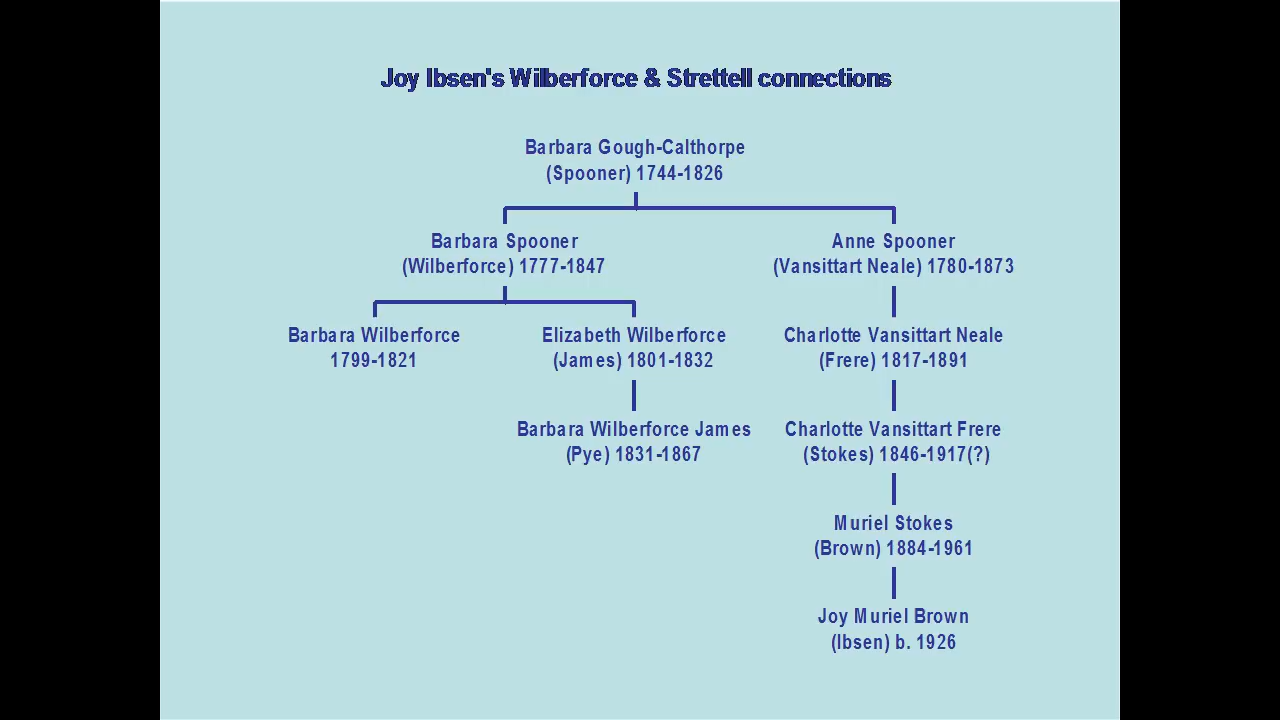 Joy Ibsen's Wilberforce & Strettell connections
Barbara Gough-Calthorpe
(Spooner) 1744-1826
Barbara Spooner
(Wilberforce) 1777-1847
Anne Spooner
(Vansittart Neale) 1780-1873
Barbara Wilberforce
1799-1821
Elizabeth Wilberforce
(James) 1801-1832
Charlotte Vansittart Neale
(Frere) 1817-1891
Barbara Wilberforce James
(Pye) 1831-1867
Charlotte Vansittart Frere
(Stokes) 1846-1917(?)
Muriel Stokes
(Brown) 1884-1961
Joy Muriel Brown
(Ibsen) b. 1926